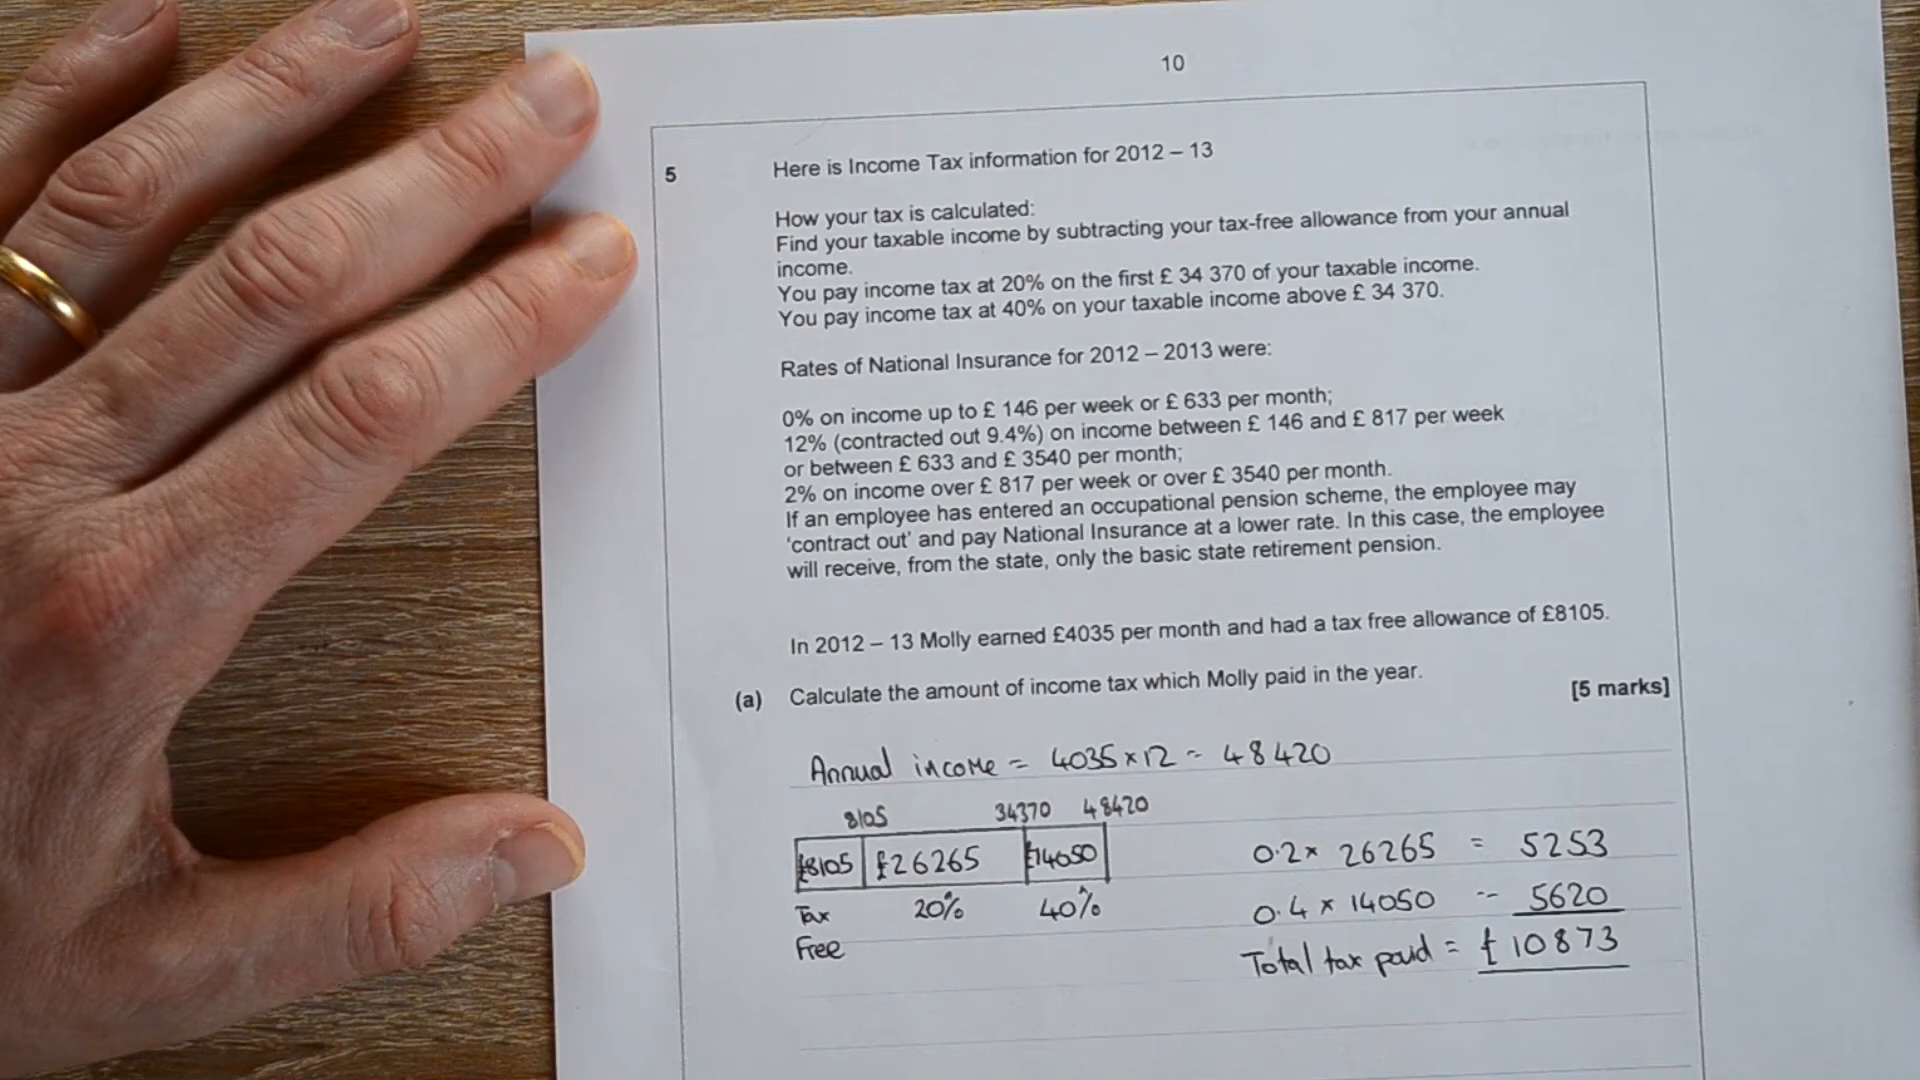 10
5
Here is Income Tax information for 2012 – 13
How your tax is calculated:
Find your taxable income by subtracting your tax-free allowance from your annual
income.
You pay income tax at 20% on the first £ 34 370 of your taxable income.
You pay income tax at 40% on your taxable income above £ 34 370.
Rates of National Insurance for 2012 – 2013 were:
0% on income up to £ 146 per week or £ 633 per month;
12% (contracted out 9.4%) on income between £ 146 and £ 817 per week
or between £ 633 and £ 3540 per month;
2% on income over £ 817 per week or over £ 3540 per month.
If an employee has entered an occupational pension scheme, the employee may
‘contract out’ and pay National Insurance at a lower rate. In this case, the employee
will receive, from the state, only the basic state retirement pension.
In 2012 – 13 Molly earned £4035 per month and had a tax free allowance of £8105.
(a) Calculate the amount of income tax which Molly paid in the year.
[5 marks]
Annual income = 4035 × 12 = 48420
8105 34370 48420
£8105 £26265 £14050
Tax 20% 40%
Free
0.2 × 26265 = 5253
0.4 × 14050 = 5620
Total tax paid = £10873